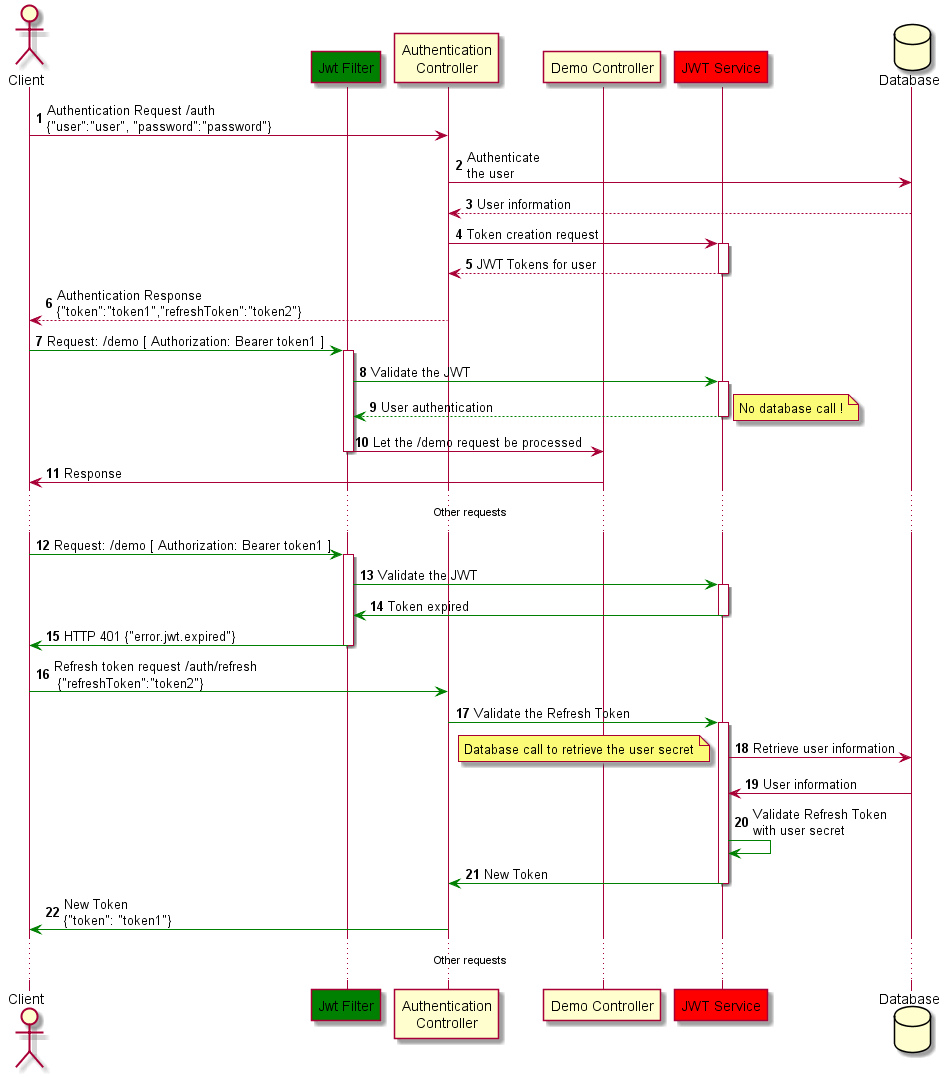 Client
Jwt Filter
Authentication
Controller
Demo Controller
JWT Service
Database
1 Authentication Request /auth
{"user":"user", "password":"password"}
2 Authenticate
the user
3 User information
4 Token creation request
5 JWT Tokens for user
6 Authentication Response
{"token":"token1","refreshToken":"token2"}
7 Request: /demo [ Authorization: Bearer token1 ]
8 Validate the JWT
9 User authentication
No database call !
10 Let the /demo request be processed
11 Response
Other requests
12 Request: /demo [ Authorization: Bearer token1 ]
13 Validate the JWT
14 Token expired
15 HTTP 401 {"error.jwt.expired"}
16 Refresh token request /auth/refresh
{"refreshToken":"token2"}
17 Validate the Refresh Token
Database call to retrieve the user secret
18 Retrieve user information
19 User information
20 Validate Refresh Token
with user secret
21 New Token
22 New Token
{"token": "token1"}
Other requests
Client
Jwt Filter
Authentication
Controller
Demo Controller
JWT Service
Database